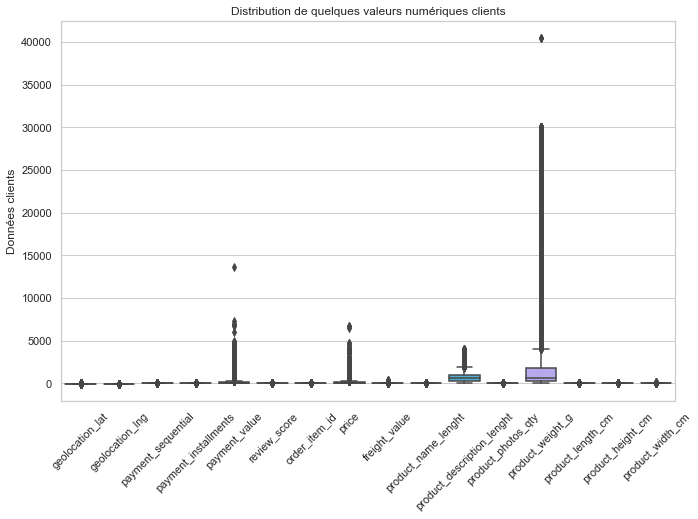 Distribution de quelques valeurs numériques clients
Données clients
40000
35000
30000
25000
20000
15000
10000
5000
0
geolocation_lat
geolocation_lng
payment_sequential
payment_installments
payment_value
review_score
order_item_id
price
freight_value
product_name_lenght
product_description_lenght
product_photos_qty
product_weight_g
product_length_cm
product_height_cm
product_width_cm